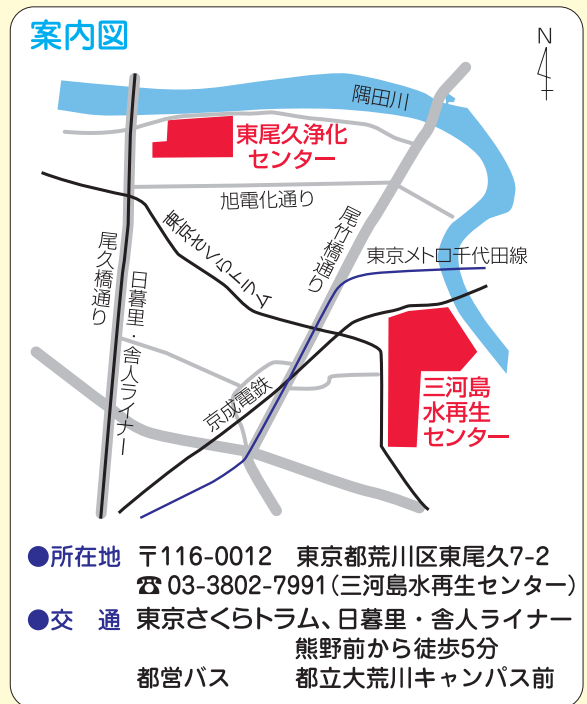 案内図
N
隅田川
東尾久浄化
センター
旭電化通り
尾竹橋通り
東京さくらトラム
東京メトロ千代田線
尾久橋通り
日暮里・舎人ライナー
京成電鉄
三河島
水再生
センター
●所在地 〒116-0012 東京都荒川区東尾久7-2
☎ 03-3802-7991(三河島水再生センター)
●交 通 東京さくらトラム、日暮里・舎人ライナー
熊野前から徒歩5分
都営バス 都立大荒川キャンパス前